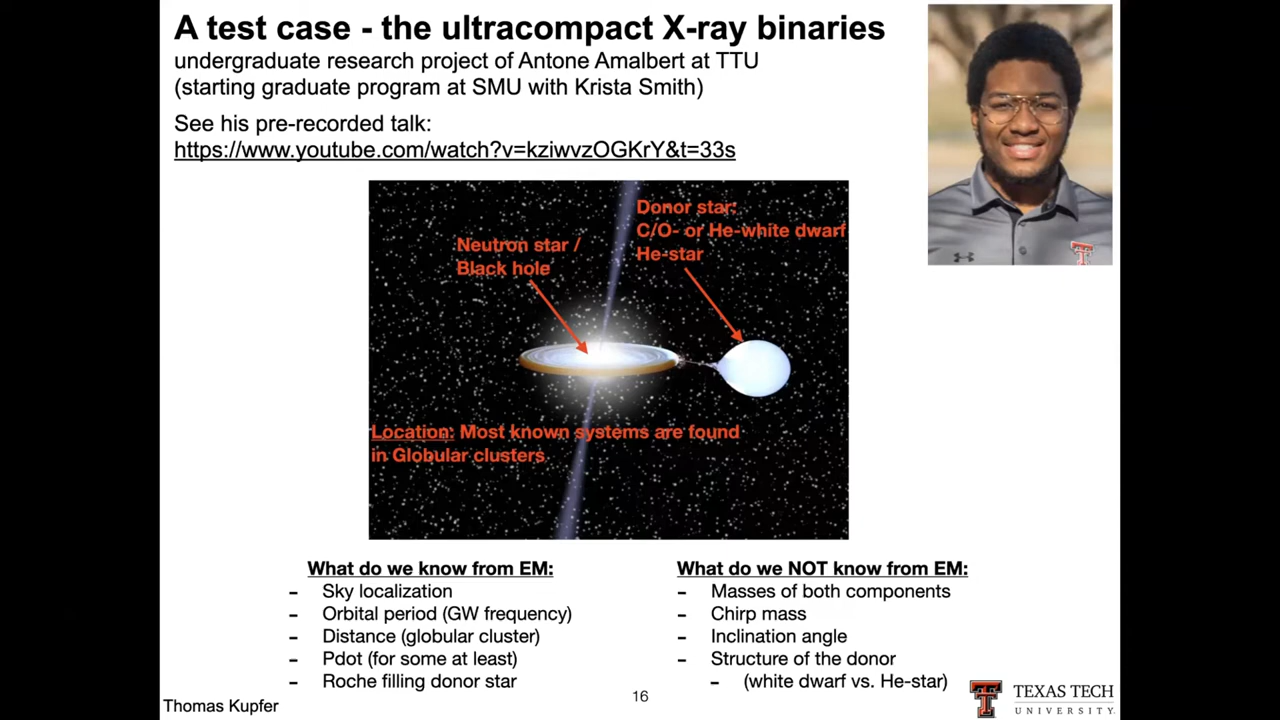 A test case - the ultracompact X-ray binaries
undergraduate research project of Antone Amalbert at TTU
(starting graduate program at SMU with Krista Smith)
See his pre-recorded talk:
https://www.youtube.com/watch?v=kziwvzOGKrY&t=33s
Donor star:
C/O- or He-white dwarf
He-star
Neutron star /
Black hole
Location: Most known systems are found
in Globular clusters
What do we know from EM:
- Sky localization
- Orbital period (GW frequency)
- Distance (globular cluster)
- Pdot (for some at least)
- Roche filling donor star
What do we NOT know from EM:
- Masses of both components
- Chirp mass
- Inclination angle
- Structure of the donor
- (white dwarf vs. He-star)
Thomas Kupfer
16
TEXAS TECH
UNIVERSITY.